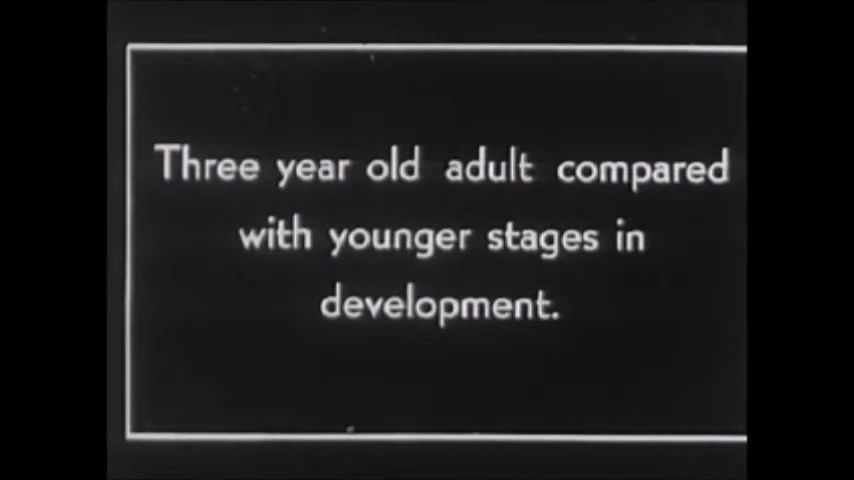 Three year old adult compared
with younger stages in
development.